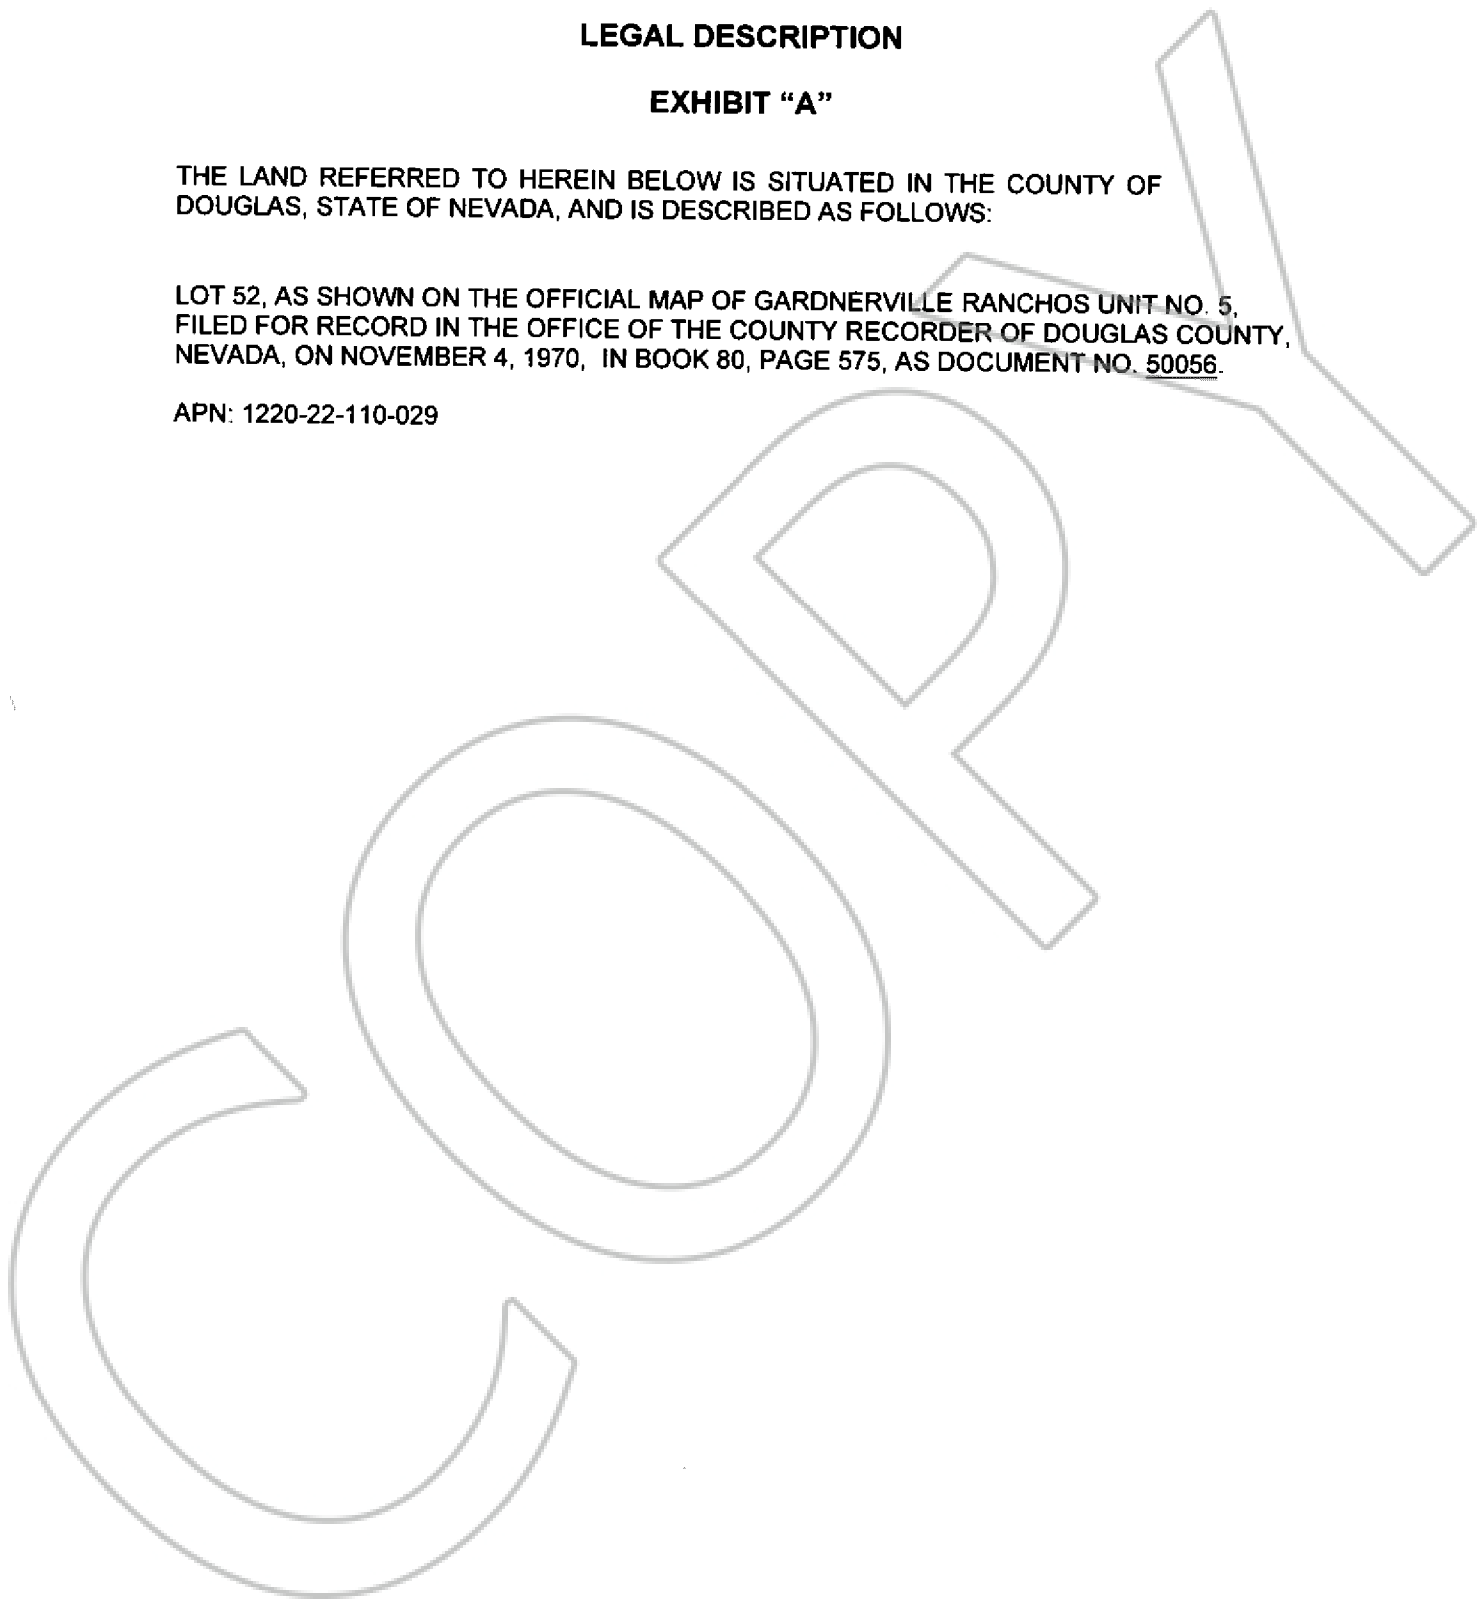 LEGAL DESCRIPTION
EXHIBIT “A”
THE LAND REFERRED TO HEREIN BELOW IS SITUATED IN THE COUNTY OF
DOUGLAS, STATE OF NEVADA, AND IS DESCRIBED AS FOLLOWS:
LOT 52, AS SHOWN ON THE OFFICIAL MAP OF GARDNERVILLE RANCHOS UNIT NO. 5,
FILED FOR RECORD IN THE OFFICE OF THE COUNTY RECORDER OF DOUGLAS COUNTY,
NEVADA, ON NOVEMBER 4, 1970, IN BOOK 80, PAGE 575, AS DOCUMENT NO. 50056.
APN: 1220-22-110-029
COPY